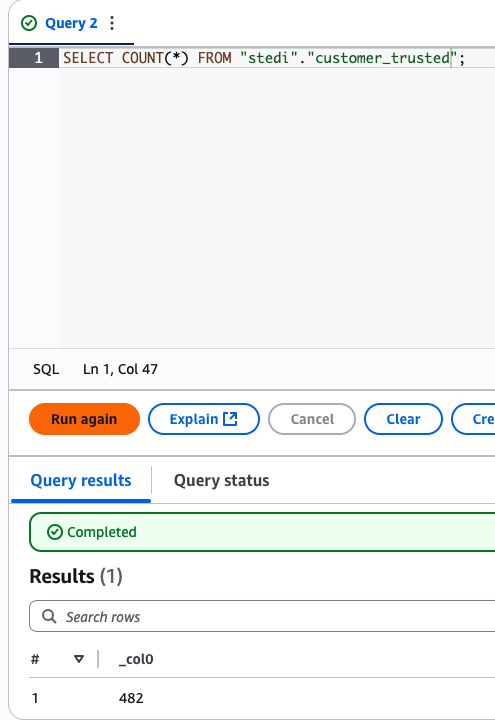 Query 2
1 SELECT COUNT(*) FROM "stedi"."customer_trusted";
SQL Ln 1, Col 47
Run again Explain Cancel Clear Cre
Query results Query status
Completed
Results (1)
Search rows
# _col0
1 482